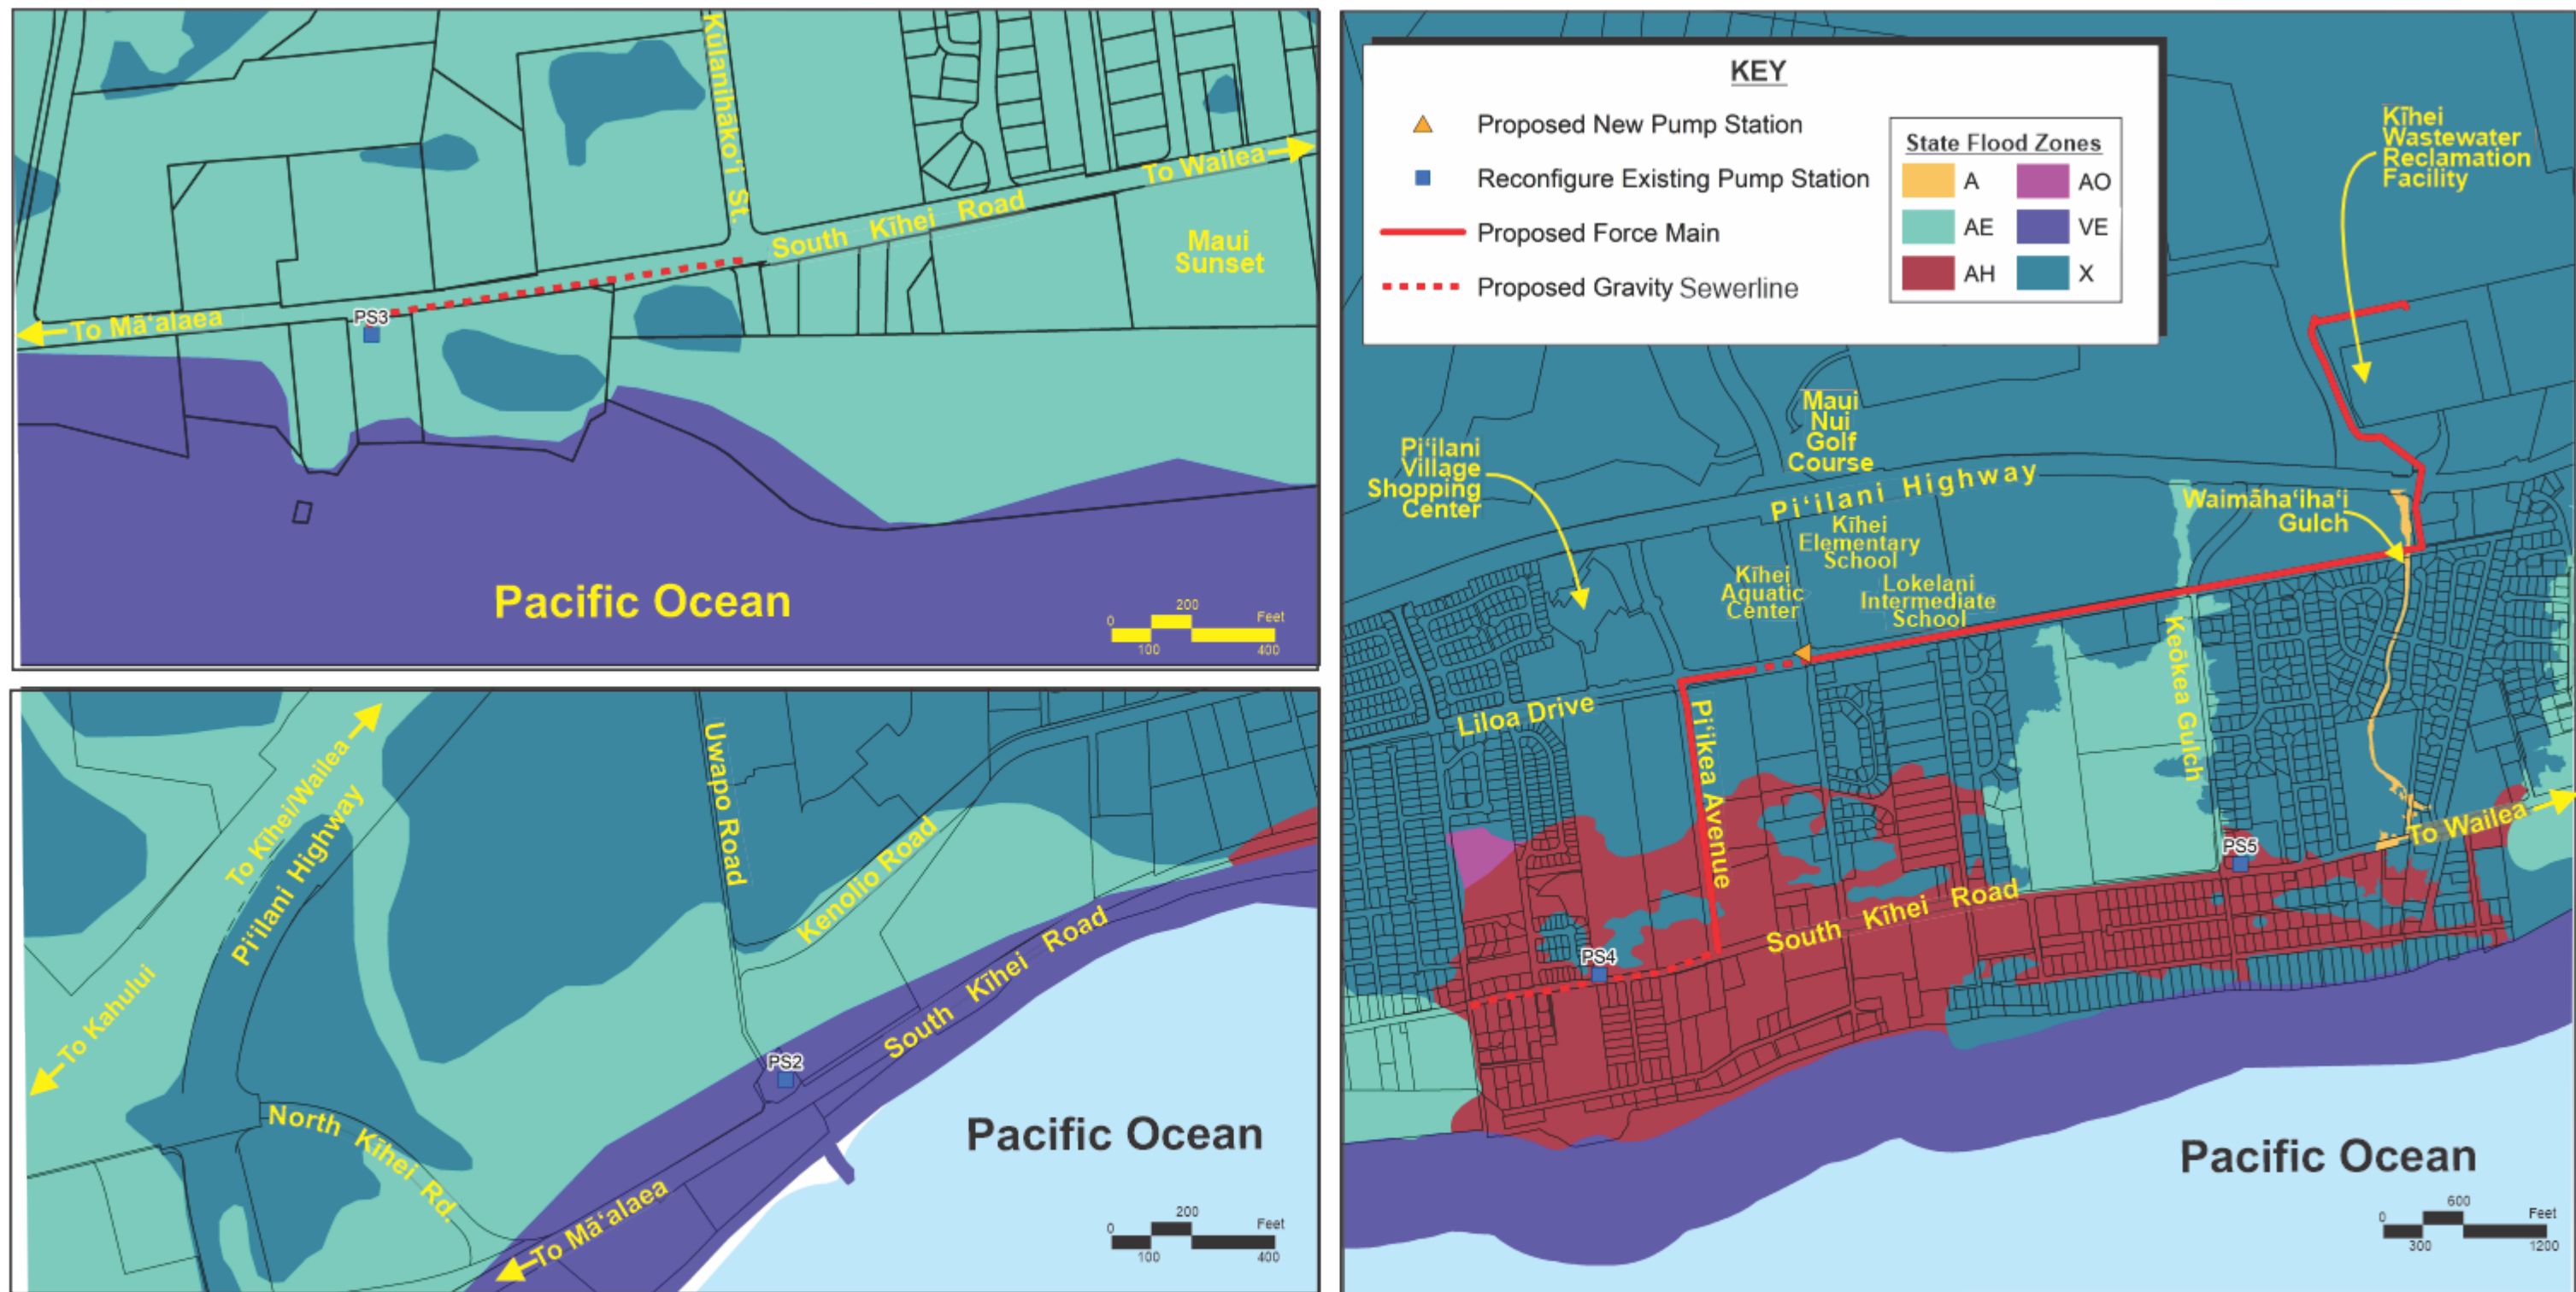 Kūlanihāko‘i St.
To Wailea
South Kīhei Road
Maui
Sunset
To Mā‘alaea
PS3
Pacific Ocean
0
200
Feet
100
400
Uwapo Road
To Kīhei/Wailea
Pi‘ilani Highway
Kenolio Road
To Kahului
South Kīhei Road
PS2
North Kīhei Rd.
To Mā‘alaea
Pacific Ocean
0
200
Feet
100
400
KEY
Proposed New Pump Station
Reconfigure Existing Pump Station
Proposed Force Main
Proposed Gravity Sewerline
State Flood Zones
A
AO
AE
VE
AH
X
Kīhei
Wastewater
Reclamation
Facility
Maui
Nui
Golf
Course
Pi‘ilani
Village
Shopping
Center
Pi‘ilani Highway
Waimāha‘iha‘i
Gulch
Kīhei
Elementary
School
Kīhei
Aquatic
Center
Lokelani
Intermediate
School
Keōkea Gulch
Liloa Drive
Pi‘ikea Avenue
To Wailea
PS5
South Kīhei Road
PS4
Pacific Ocean
0
600
Feet
300
1200